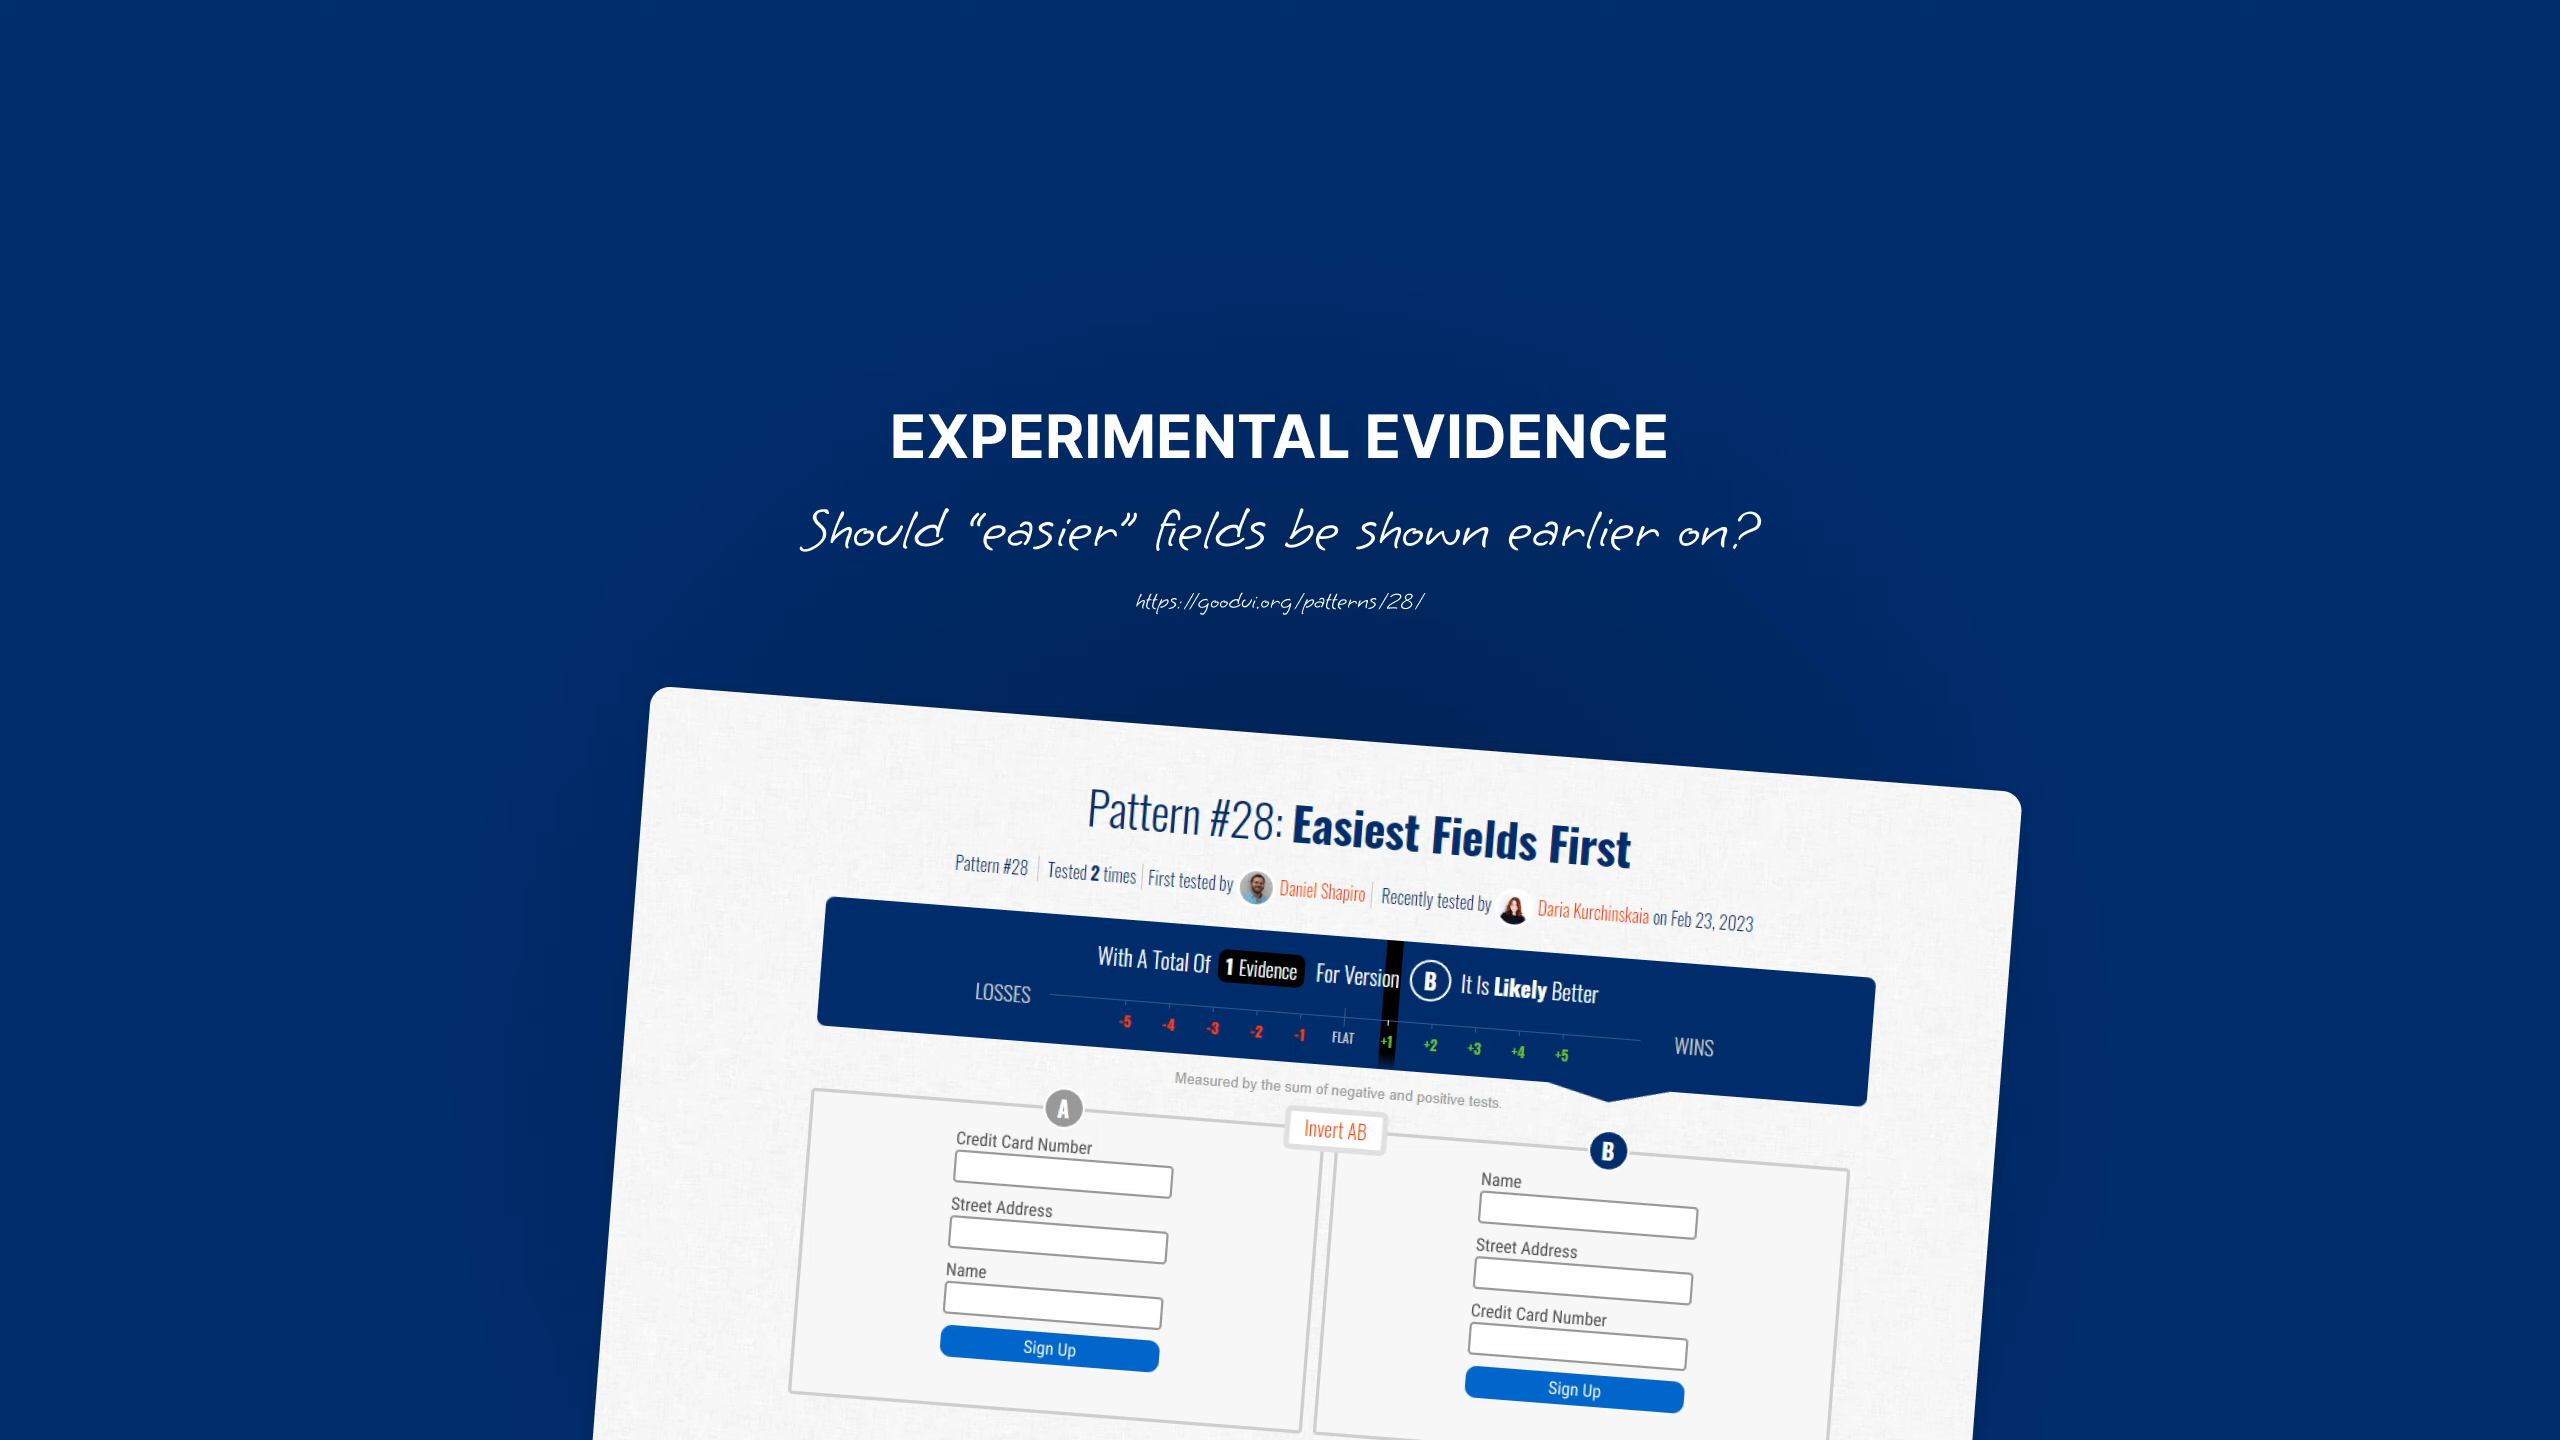 EXPERIMENTAL EVIDENCE
Should “easier” fields be shown earlier on?
https://goodui.org/patterns/28/
Pattern #28: Easiest Fields First
Pattern #28 Tested 2 times First tested by Daniel Shapiro Recently tested by Daria Kurchinskaia on Feb 23, 2023
With A Total Of 1 Evidence For Version B It Is Likely Better
LOSSES -5 -4 -3 -2 -1 FLAT +1 +2 +3 +4 +5 WINS
Measured by the sum of negative and positive tests.
Invert AB
A
Credit Card Number
Street Address
Name
Sign Up
B
Name
Street Address
Credit Card Number
Sign Up